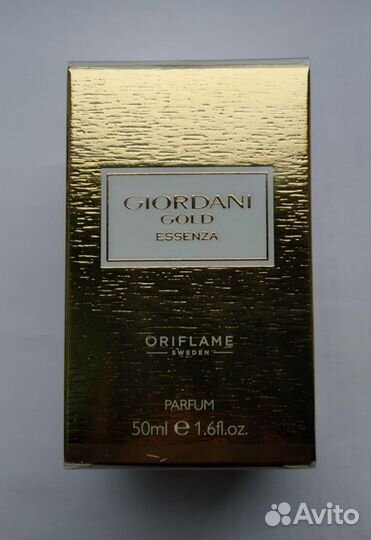 GIORDANI
GOLD
ESSENZA
ORIFLAME
SWEDEN
PARFUM
50ml ℮ 1.6fl.oz.
Avito